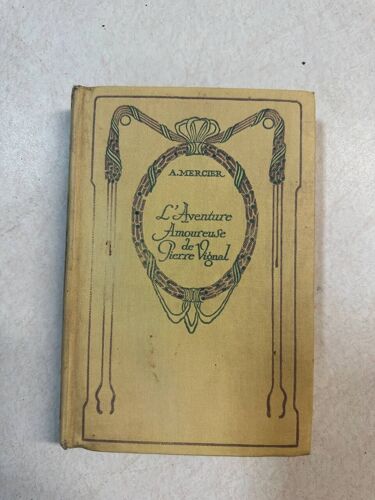 A.MERCIER
L'Aventure
Amoureuse
de
Pierre Vignal